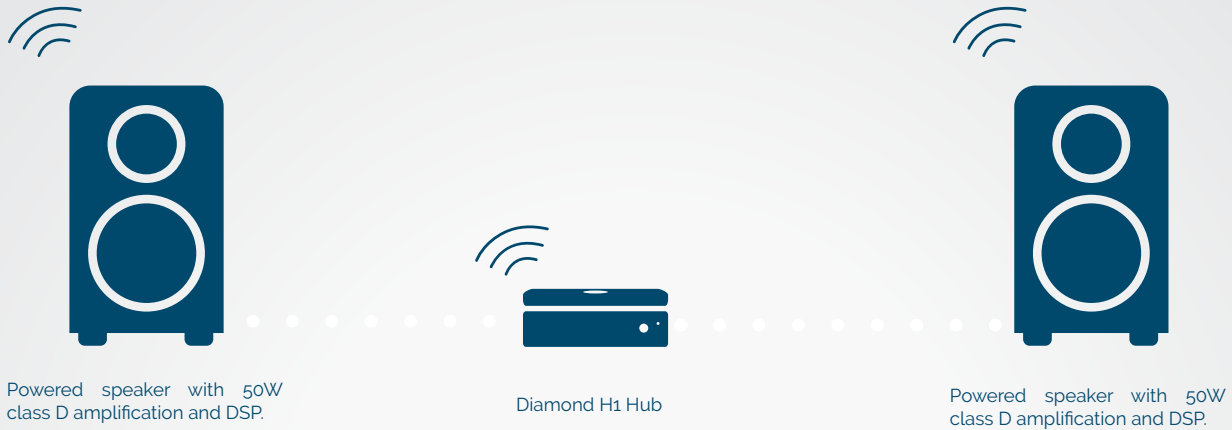 Powered speaker with 50W
class D amplification and DSP.
Diamond H1 Hub
Powered speaker with 50W
class D amplification and DSP.